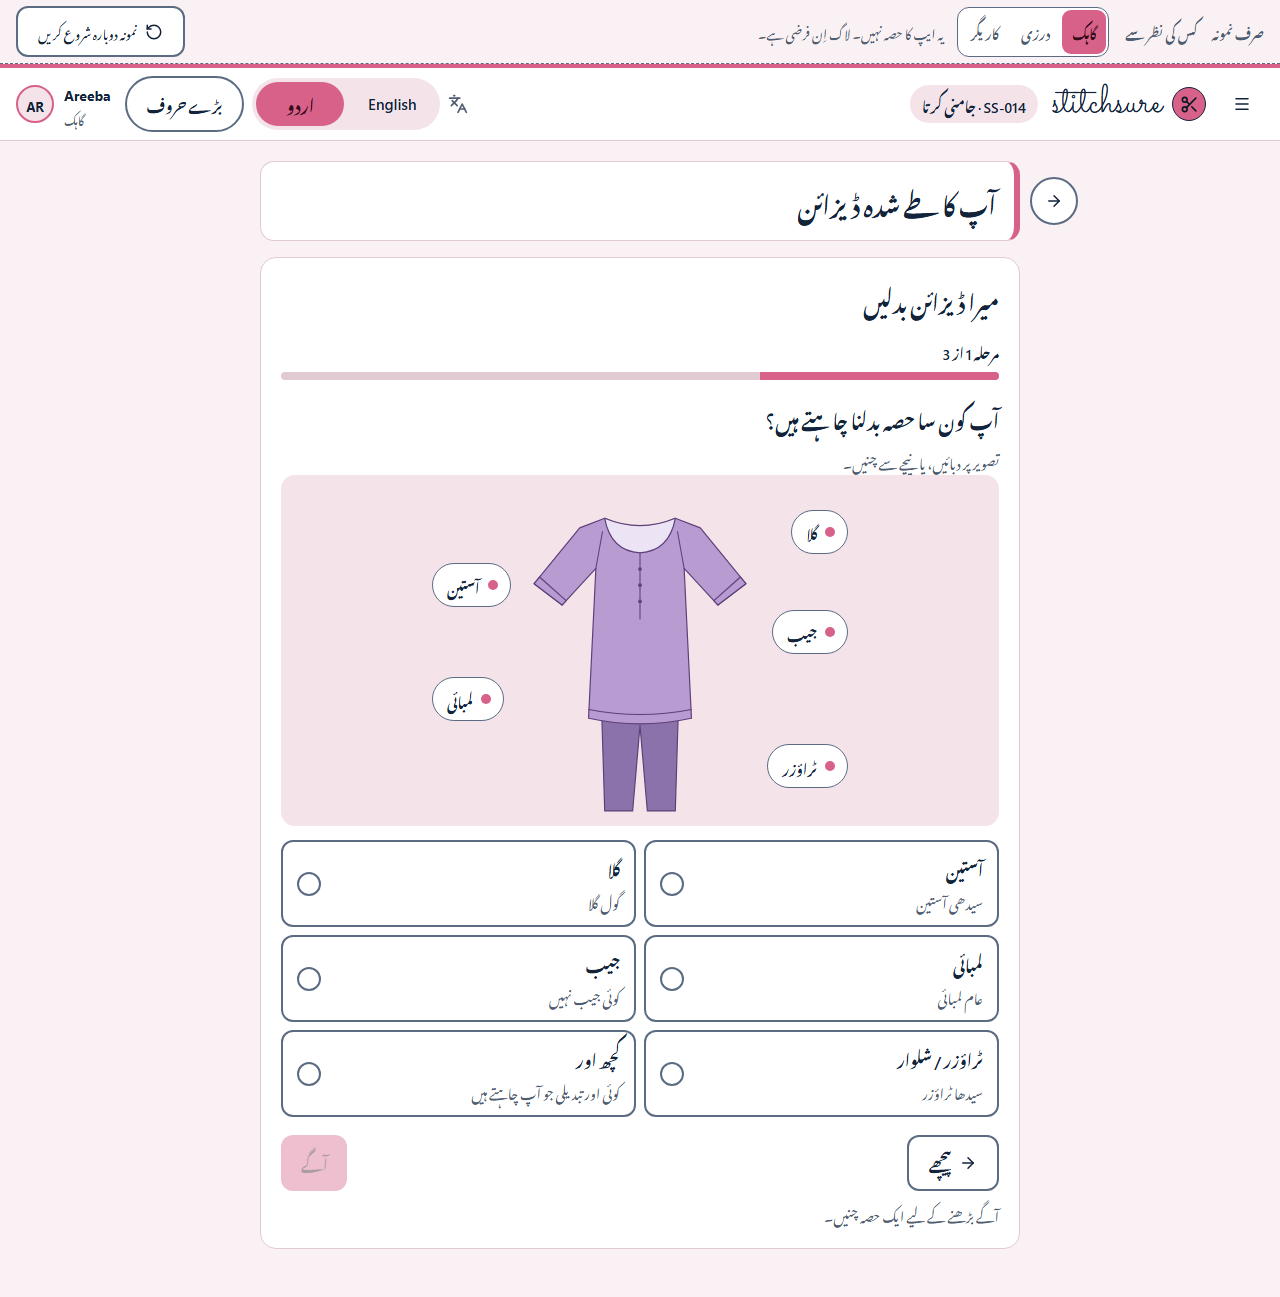 صرف نمونہ کس کی نظر سے گاہک درزی کاریگر یہ ایپ کا حصہ نہیں۔ لاگ اِن فرضی ہے۔ نمونہ دوبارہ شروع کریں
stitchsure SS-014 · جامنی کُرتا English اردو بڑے حروف Areeba AR
گاہک
آپ کا طے شدہ ڈیزائن
میرا ڈیزائن بدلیں
مرحلہ 1 از 3
آپ کون سا حصہ بدلنا چاہتے ہیں؟
تصویر پر دبائیں، یا نیچے سے چنیں۔
گلا
آستین
جیب
لمبائی
ٹراؤزر
آستین
سیدھی آستین
گلا
گول گلا
لمبائی
عام لمبائی
جیب
کوئی جیب نہیں
ٹراؤزر / شلوار
سیدھا ٹراؤزر
کچھ اور
کوئی اور تبدیلی جو آپ چاہتے ہیں
پیچھے
آگے
آگے بڑھنے کے لیے ایک حصہ چنیں۔